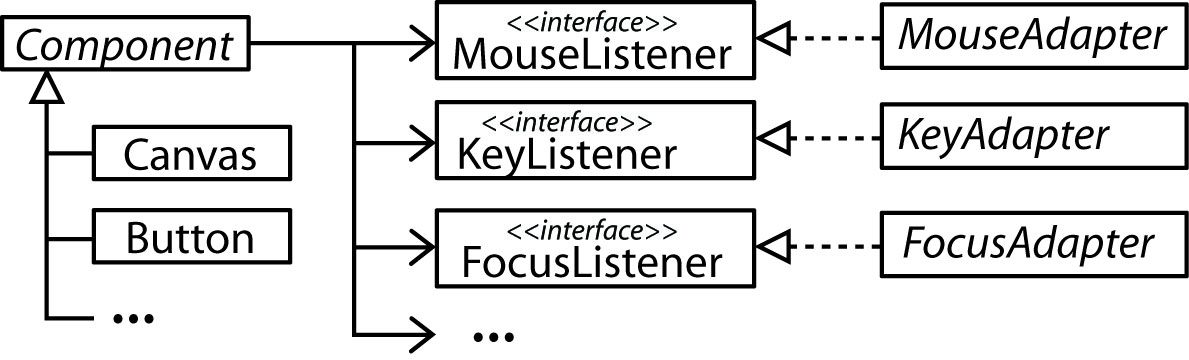 Component
Canvas
Button
...
<<interface>>
MouseListener
<<interface>>
KeyListener
<<interface>>
FocusListener
...
MouseAdapter
KeyAdapter
FocusAdapter